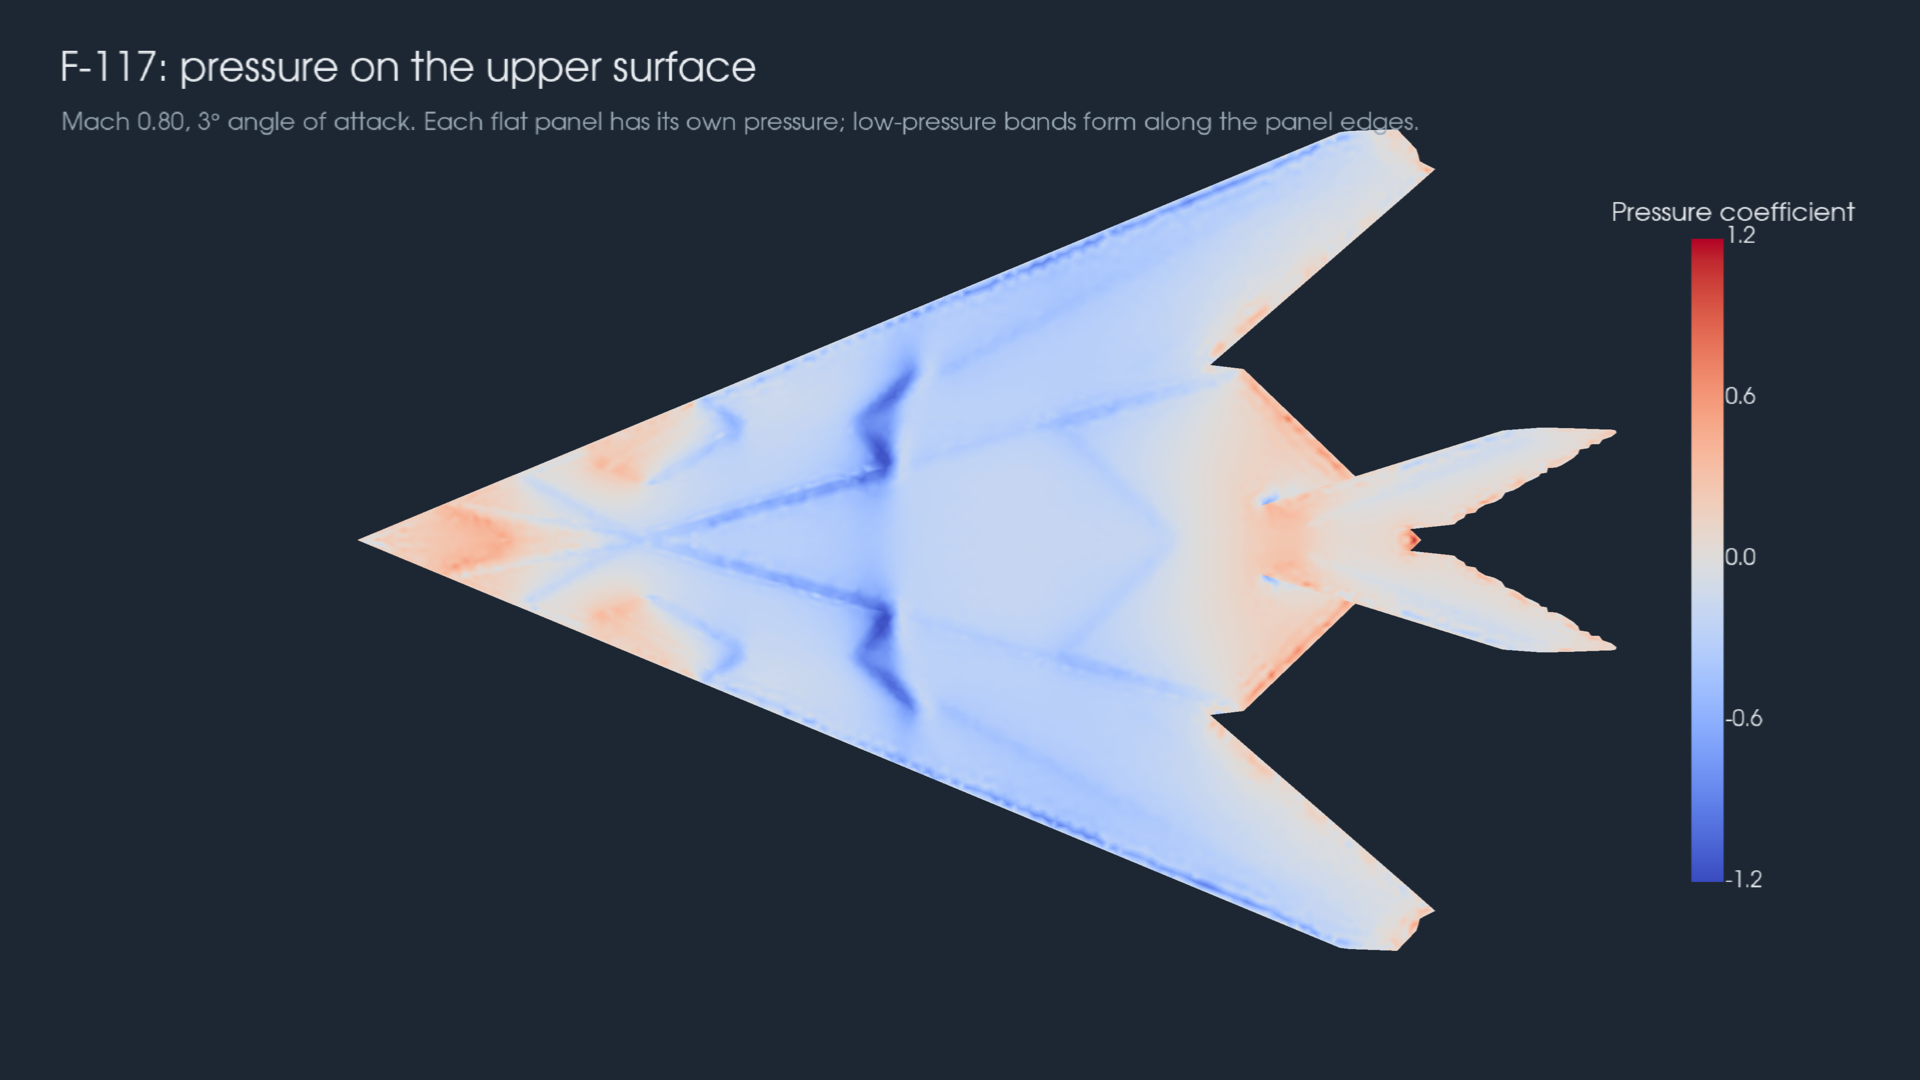 F-117: pressure on the upper surface
Mach 0.80, 3° angle of attack. Each flat panel has its own pressure; low-pressure bands form along the panel edges.
Pressure coefficient
1.2
0.6
0.0
-0.6
-1.2